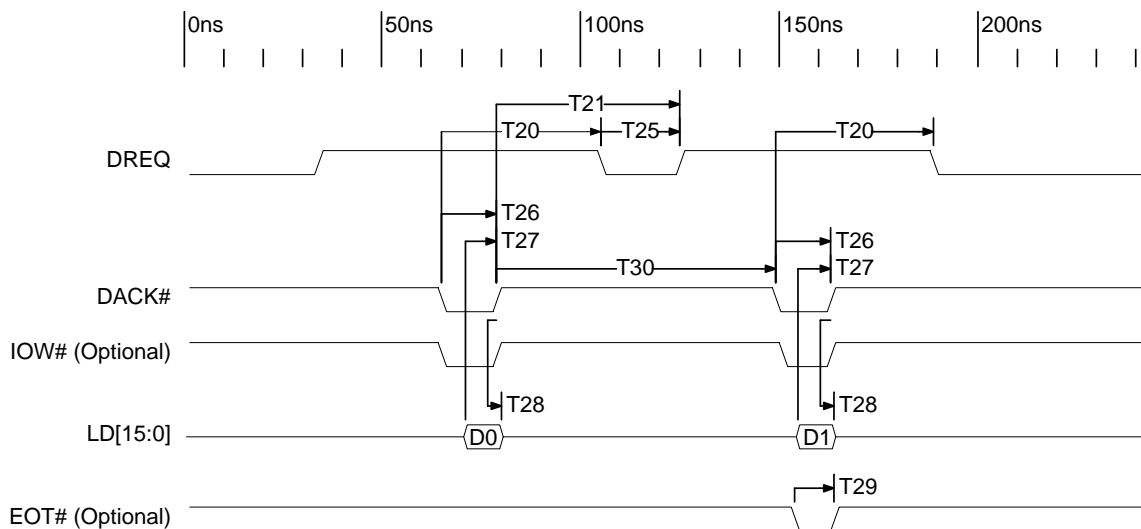 0ns 50ns 100ns 150ns 200ns
T21
T20 T25 T20
DREQ
T26
T27 T26
T30 T27
DACK#
IOW# (Optional)
T28 T28
LD[15:0] D0 D1
T29
EOT# (Optional)